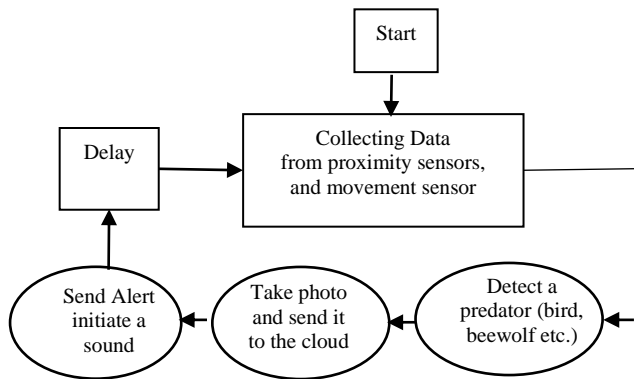 Start
Delay
Collecting Data
from proximity sensors,
and movement sensor
Send Alert
initiate a
sound
Take photo
and send it
to the cloud
Detect a
predator (bird,
beewolf etc.)